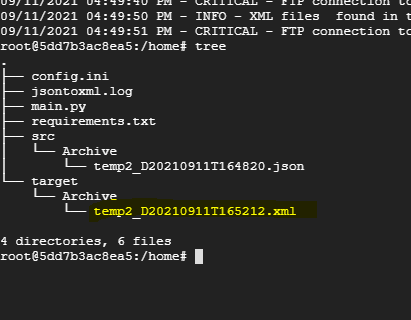 09/11/2021 04:49:40 PM - CRITICAL - FTP connection to
09/11/2021 04:49:50 PM - INFO - XML files  found in t
09/11/2021 04:49:51 PM - CRITICAL - FTP connection to
root@5dd7b3ac8ea5:/home# tree
.
├── config.ini
├── jsontoxml.log
├── main.py
├── requirements.txt
├── src
│   └── Archive
│       └── temp2_D20210911T164820.json
└── target
    └── Archive
        └── temp2_D20210911T165212.xml
4 directories, 6 files
root@5dd7b3ac8ea5:/home#